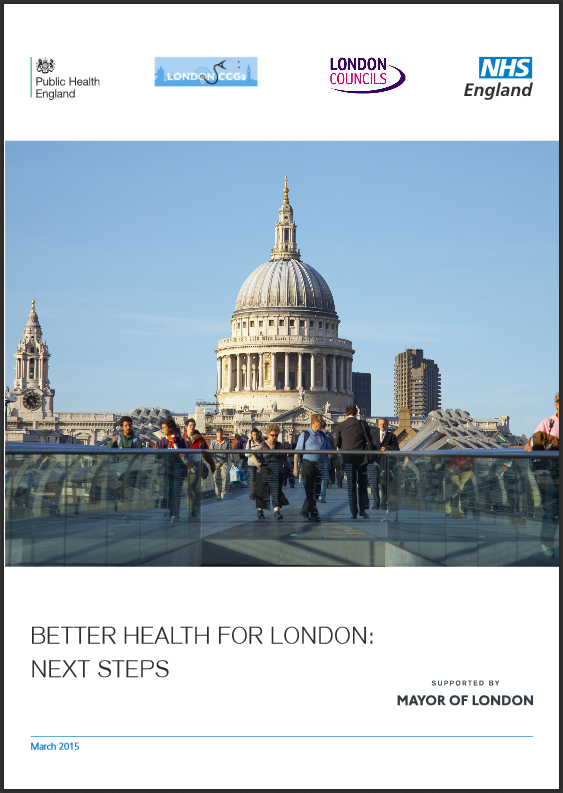 Public Health
England
LONDON CCGs
LONDON
COUNCILS
NHS
England
BETTER HEALTH FOR LONDON:
NEXT STEPS
SUPPORTED BY
MAYOR OF LONDON
March 2015